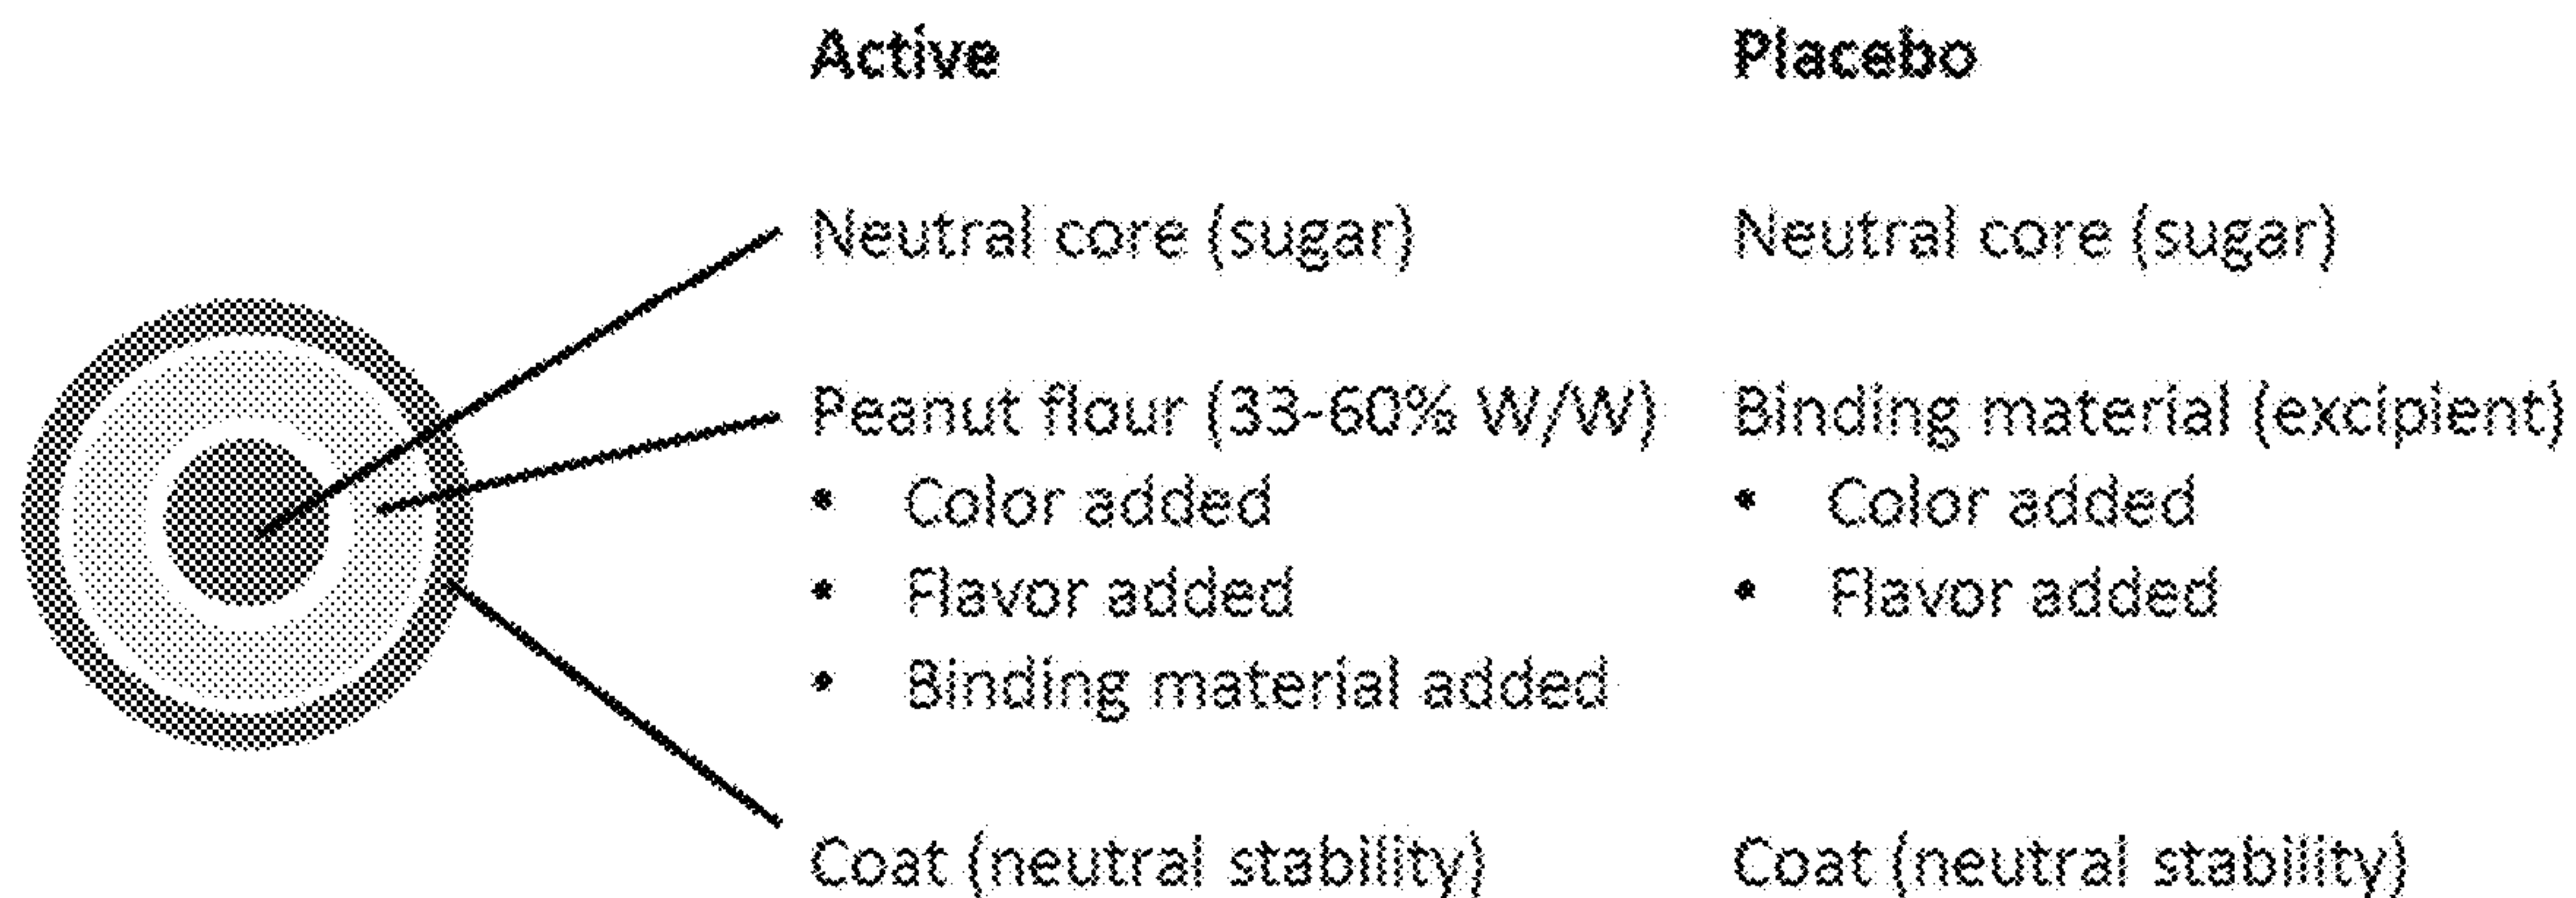 Active Placebo
Neutral core (sugar) Neutral core (sugar)
Peanut flour (33-60% W/W) Binding material (excipient)
• Color added • Color added
• Flavor added • Flavor added
• Binding material added
Coat (neutral stability) Coat (neutral stability)